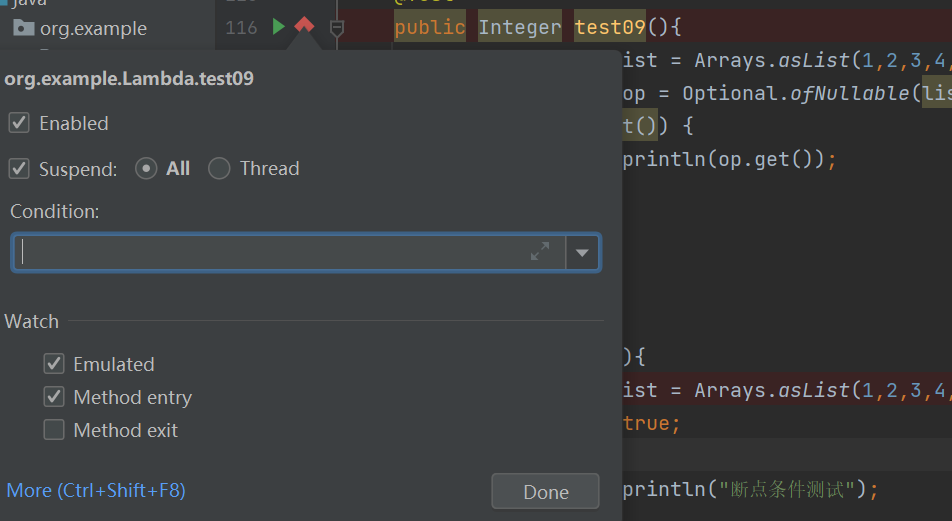 java
org.example
116
public Integer test09(){
org.example.Lambda.test09
ist = Arrays.asList(1,2,3,4,
op = Optional.ofNullable(lis
Enabled
t()) {
Suspend: All Thread
println(op.get());
Condition:
Watch
){
Emulated
ist = Arrays.asList(1,2,3,4,
Method entry
true;
Method exit
More (Ctrl+Shift+F8)
Done
println("断点条件测试");